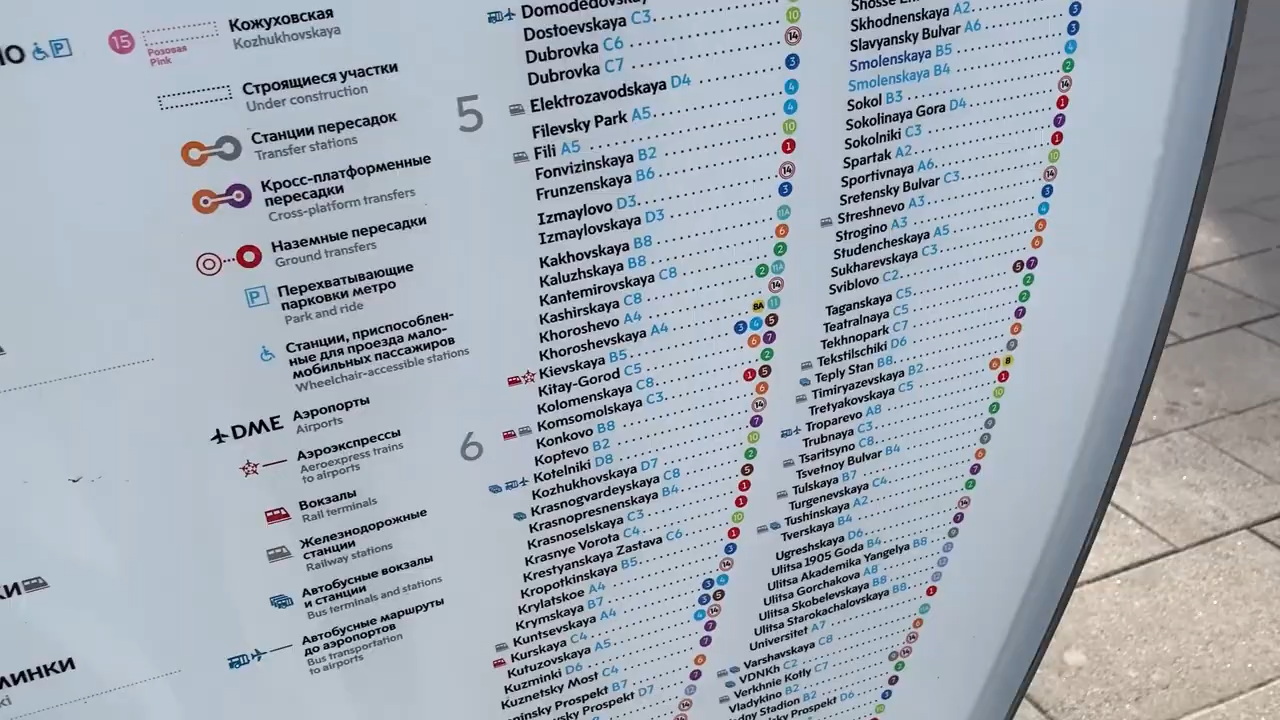 15
Розовая
Pink
Кожуховская
Kozhukhovskaya
Строящиеся участки
Under construction
Станции пересадок
Transfer stations
Кросс-платформенные
пересадки
Cross-platform transfers
Наземные пересадки
Ground transfers
P
Перехватывающие
парковки метро
Park and ride
Станции, приспособлен-
ные для проезда мало-
мобильных пассажиров
Wheelchair-accessible stations
DME Аэропорты
Airports
Аэроэкспрессы
Aeroexpress trains
to airports
Вокзалы
Rail terminals
Железнодорожные
станции
Railway stations
Автобусные вокзалы
и станции
Bus terminals and stations
Автобусные маршруты
до аэропортов
Bus transportation
to airports
5
6
Dostoevskaya C3
Dubrovka C6
Dubrovka C7
Elektrozavodskaya D4
Filevsky Park A5
Fili A5
Fonvizinskaya B2
Frunzenskaya B6
Izmaylovo D3
Izmaylovskaya D3
Kakhovskaya B8
Kaluzhskaya B8
Kantemirovskaya C8
Kashirskaya C8
Khoroshevo A4
Khoroshevskaya A4
Kievskaya B5
Kitay-Gorod C5
Kolomenskaya C8
Komsomolskaya C3
Konkovo B8
Koptevo B2
Kotelniki D8
Kozhukhovskaya D7
Krasnogvardeyskaya C8
Krasnopresnenskaya B4
Krasnoselskaya C3
Krasnye Vorota C4
Krestyanskaya Zastava C6
Kropotkinskaya B5
Krylatskoe A4
Krymskaya B7
Kuntsevskaya A4
Kurskaya C4
Kutuzovskaya A5
Kuzminki D6
Kuznetsky Most C4
Prospekt B7
Prospekt D7
Skhodnenskaya A2
Slavyansky Bulvar A6
Smolenskaya B5
Smolenskaya B4
Sokol B3
Sokolinaya Gora D4
Sokolniki C3
Spartak A2
Sportivnaya A6
Sretensky Bulvar C3
Streshnevo A3
Strogino A3
Studencheskaya A5
Sukharevskaya C3
Sviblovo C2
Taganskaya C5
Teatralnaya C5
Tekhnopark C7
Tekstilschiki D6
Teply Stan B8
Timiryazevskaya B2
Tretyakovskaya C5
Troparevo A8
Trubnaya C3
Tsaritsyno C8
Tsvetnoy Bulvar B4
Tulskaya B7
Turgenevskaya C4
Tushinskaya A2
Tverskaya B4
Ugreshskaya D6
Ulitsa 1905 Goda B4
Ulitsa Akademika Yangelya B8
Ulitsa Gorchakova A8
Ulitsa Skobelevskaya B8
Ulitsa Starokachalovskaya B8
Universitet A7
Varshavskaya C8
VDNKh C2
Verkhnie Kotly C7
Vladykino B2
Stadion B2
Prospekt D6